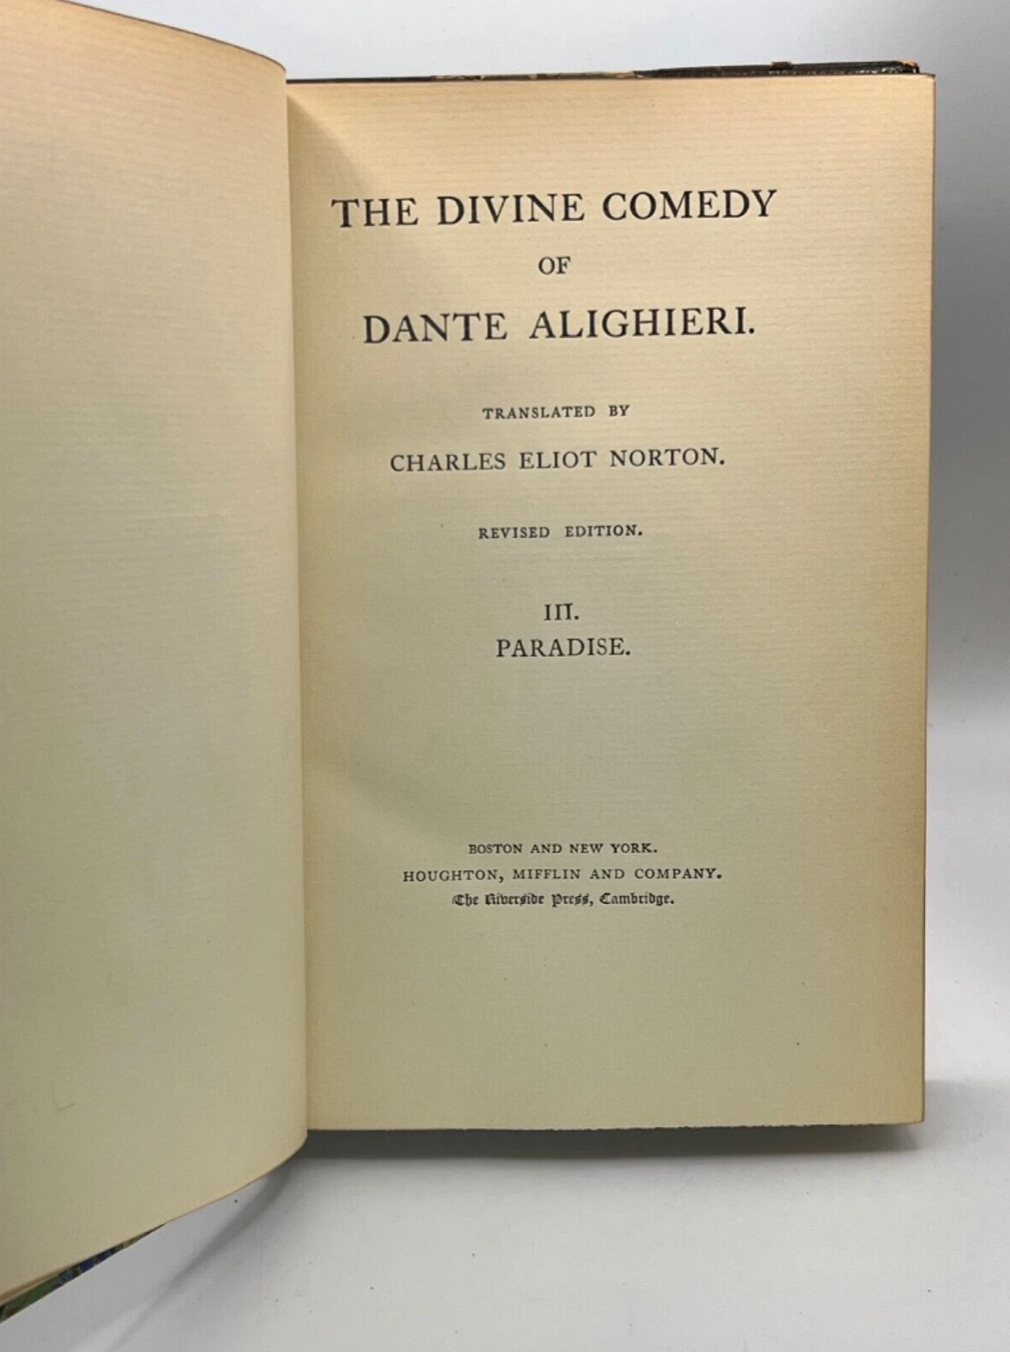 THE DIVINE COMEDY
OF
DANTE ALIGHIERI.
TRANSLATED BY
CHARLES ELIOT NORTON.
REVISED EDITION.
III.
PARADISE.
BOSTON AND NEW YORK.
HOUGHTON, MIFFLIN AND COMPANY.
The Riverside Press, Cambridge.